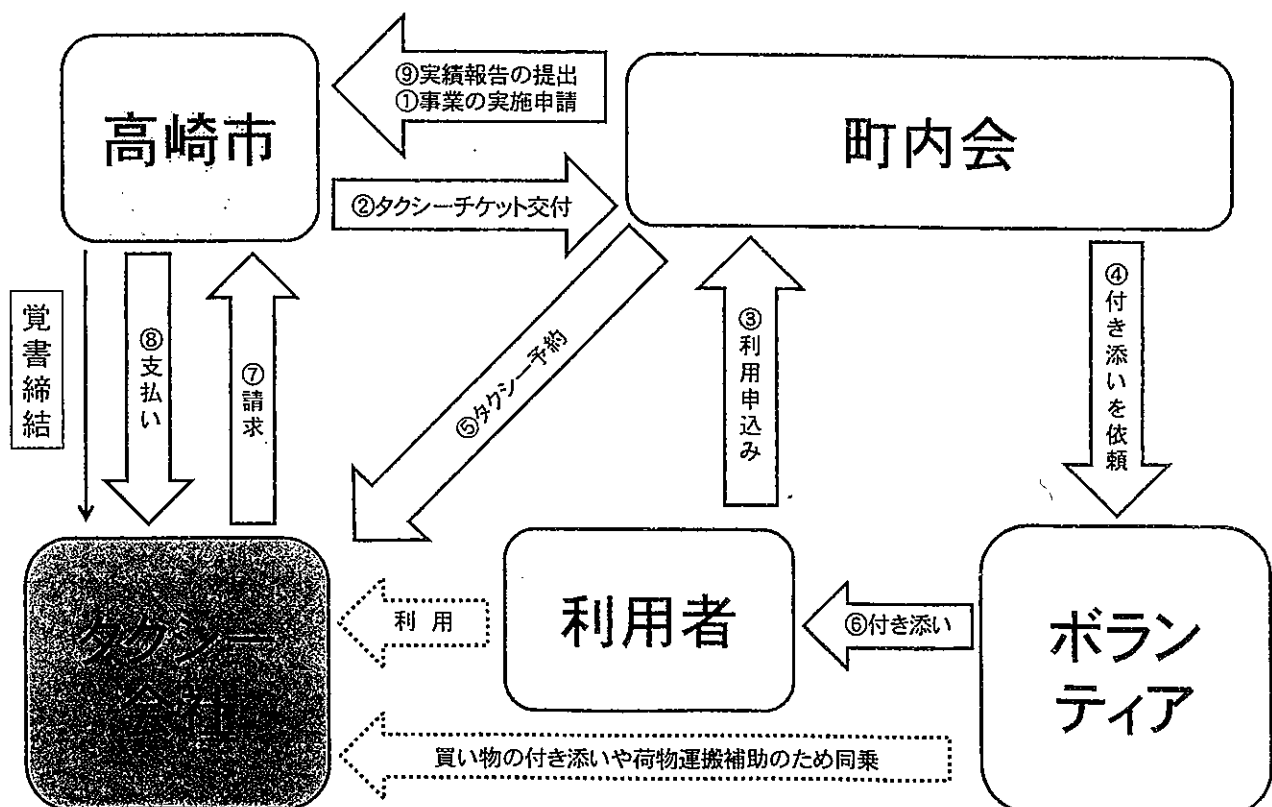 高崎市
⑨実績報告の提出
①事業の実施申請
町内会
②タクシーチケット交付
覚書締結
⑧支払い
⑦請求
⑤タクシー予約
③利用申込み
④付き添いを依頼
タクシー
会社
利用
利用者
⑥付き添い
ボラン
ティア
買い物の付き添いや荷物運搬補助のため同乗